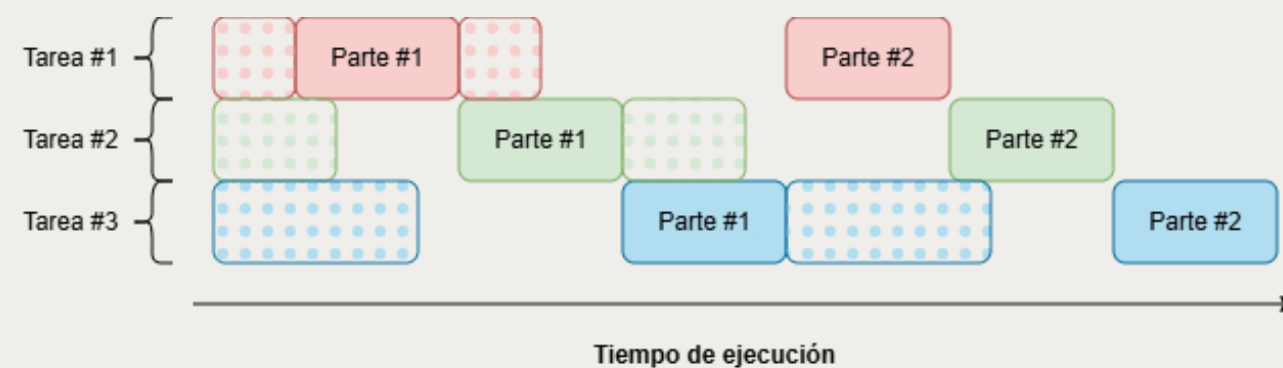 Tarea #1 Parte #1 Parte #2
Tarea #2 Parte #1 Parte #2
Tarea #3 Parte #1 Parte #2
Tiempo de ejecución